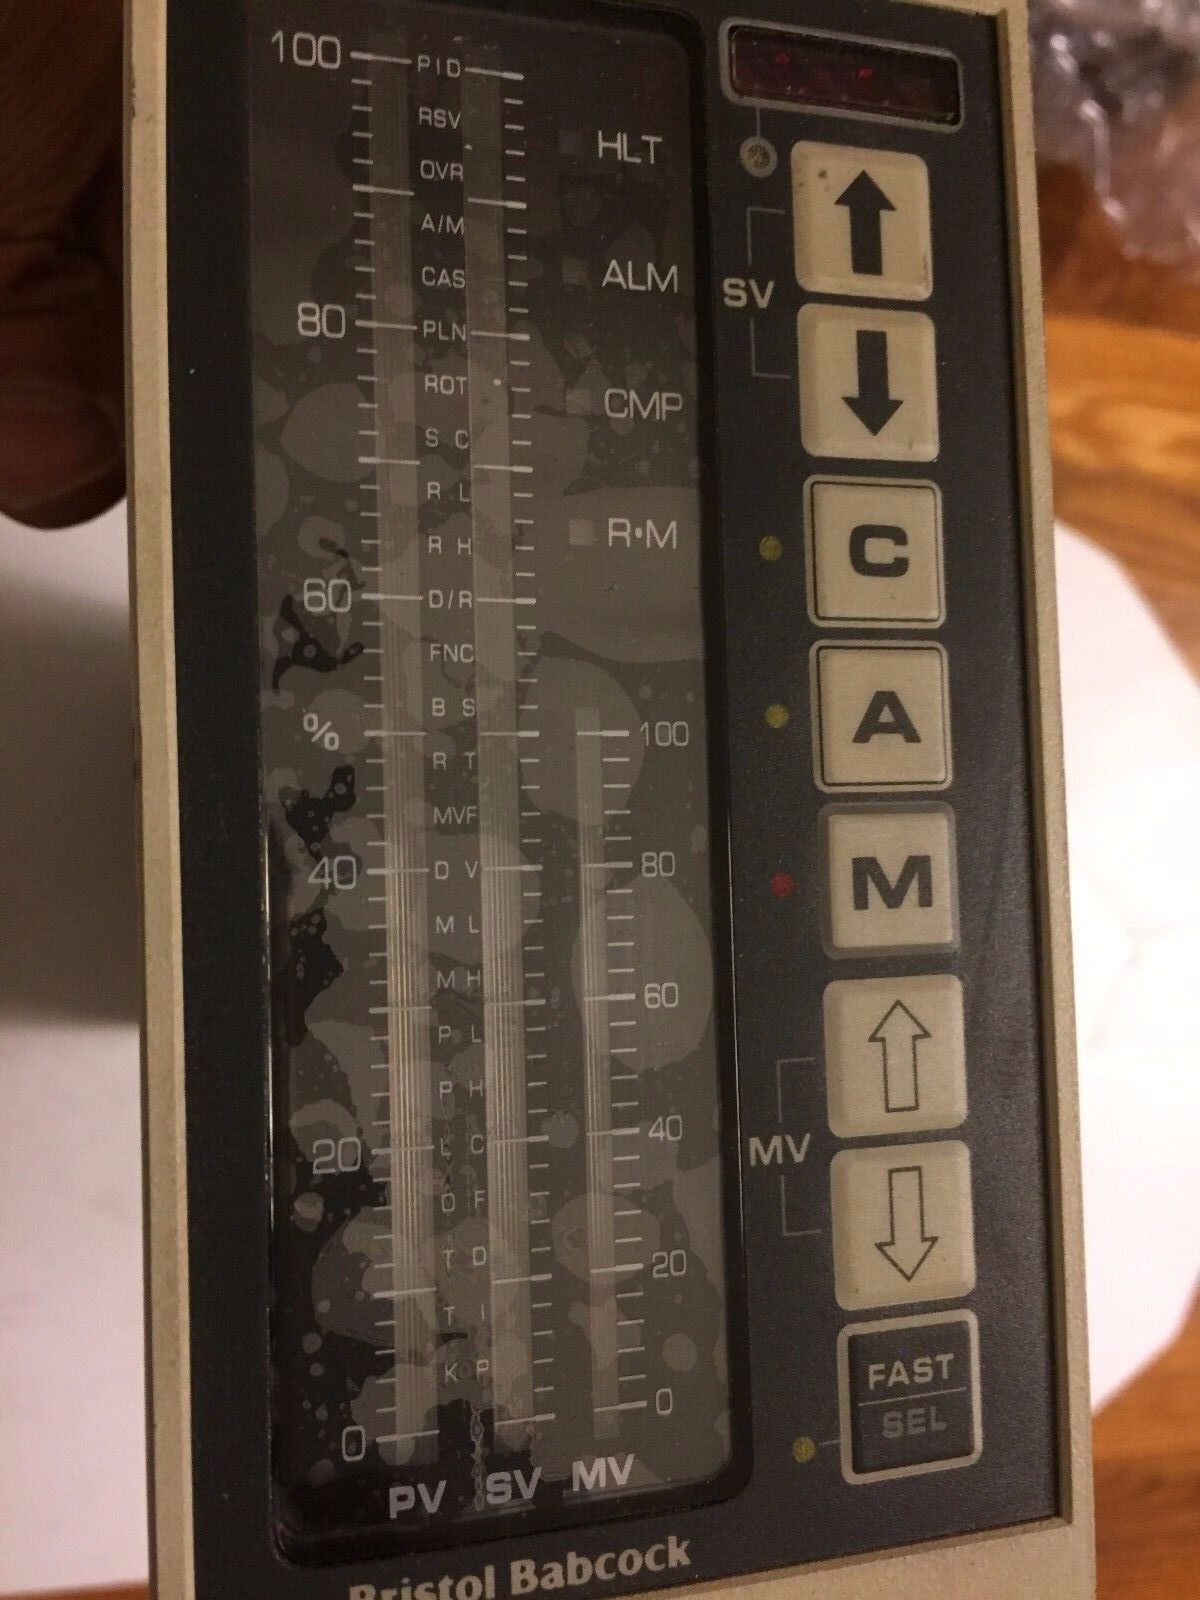 100
PID
RSV
HLT
OVR
A/M
CAS
ALM
SV
80
PLN
ROT
CMP
S C
R L
R H
R•M
C
60
D/R
FNC
B S
%
100
A
R T
MVF
40
D V
80
M
M L
M H
60
P L
P H
40
MV
20
L C
O F
T D
20
T I
K P
0
0
FAST
SEL
PV SV MV
Bristol Babcock